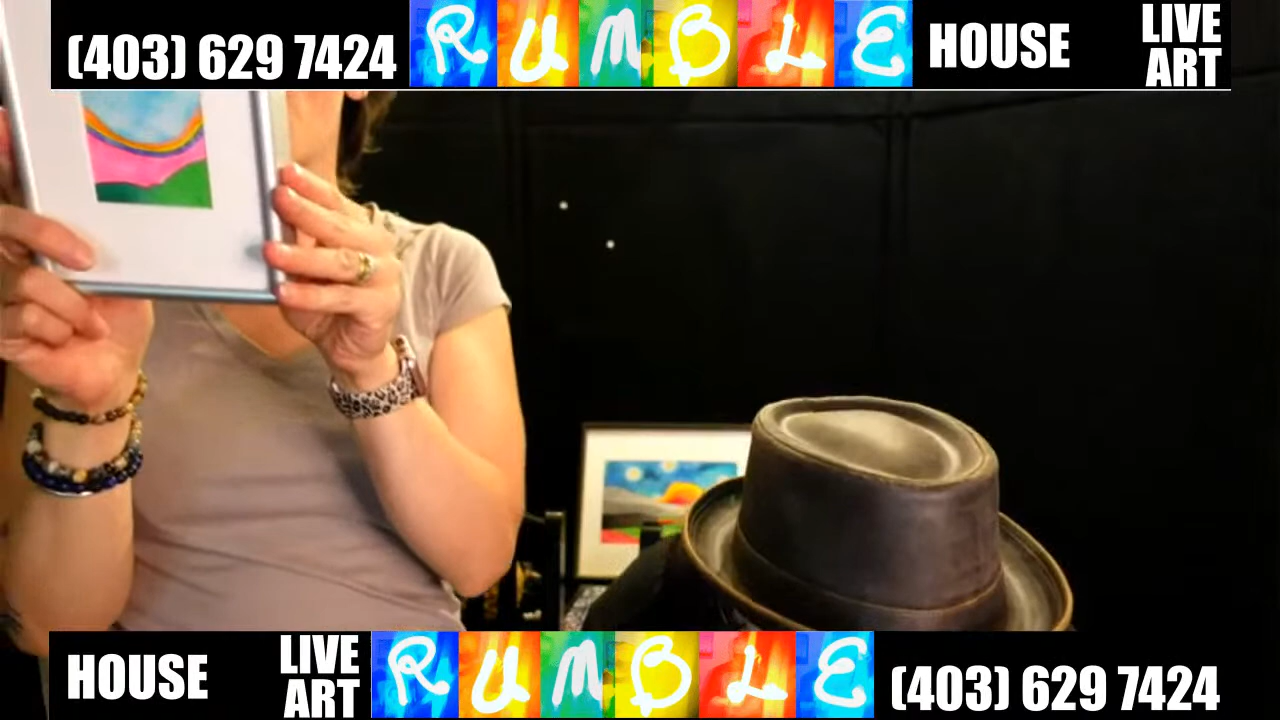 (403) 629 7424 RUMBLE HOUSE LIVE
ART
HOUSE LIVE
ART RUMBLE (403) 629 7424